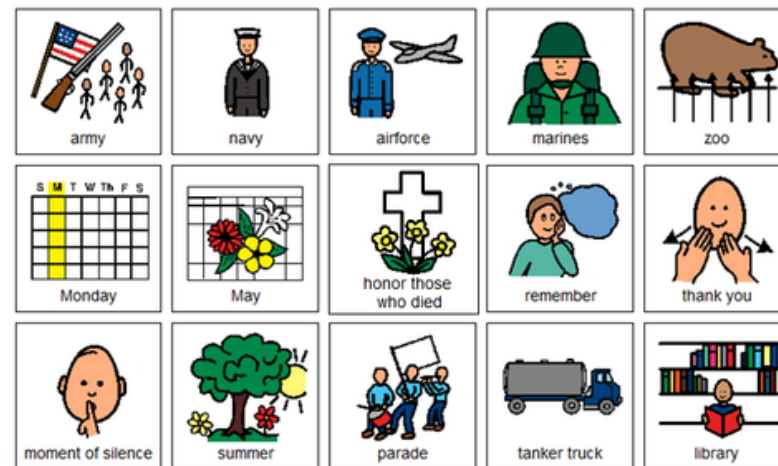 army
navy
airforce
marines
zoo
S M T W Th F S
Monday
May
honor those
who died
remember
thank you
moment of silence
summer
parade
tanker truck
library